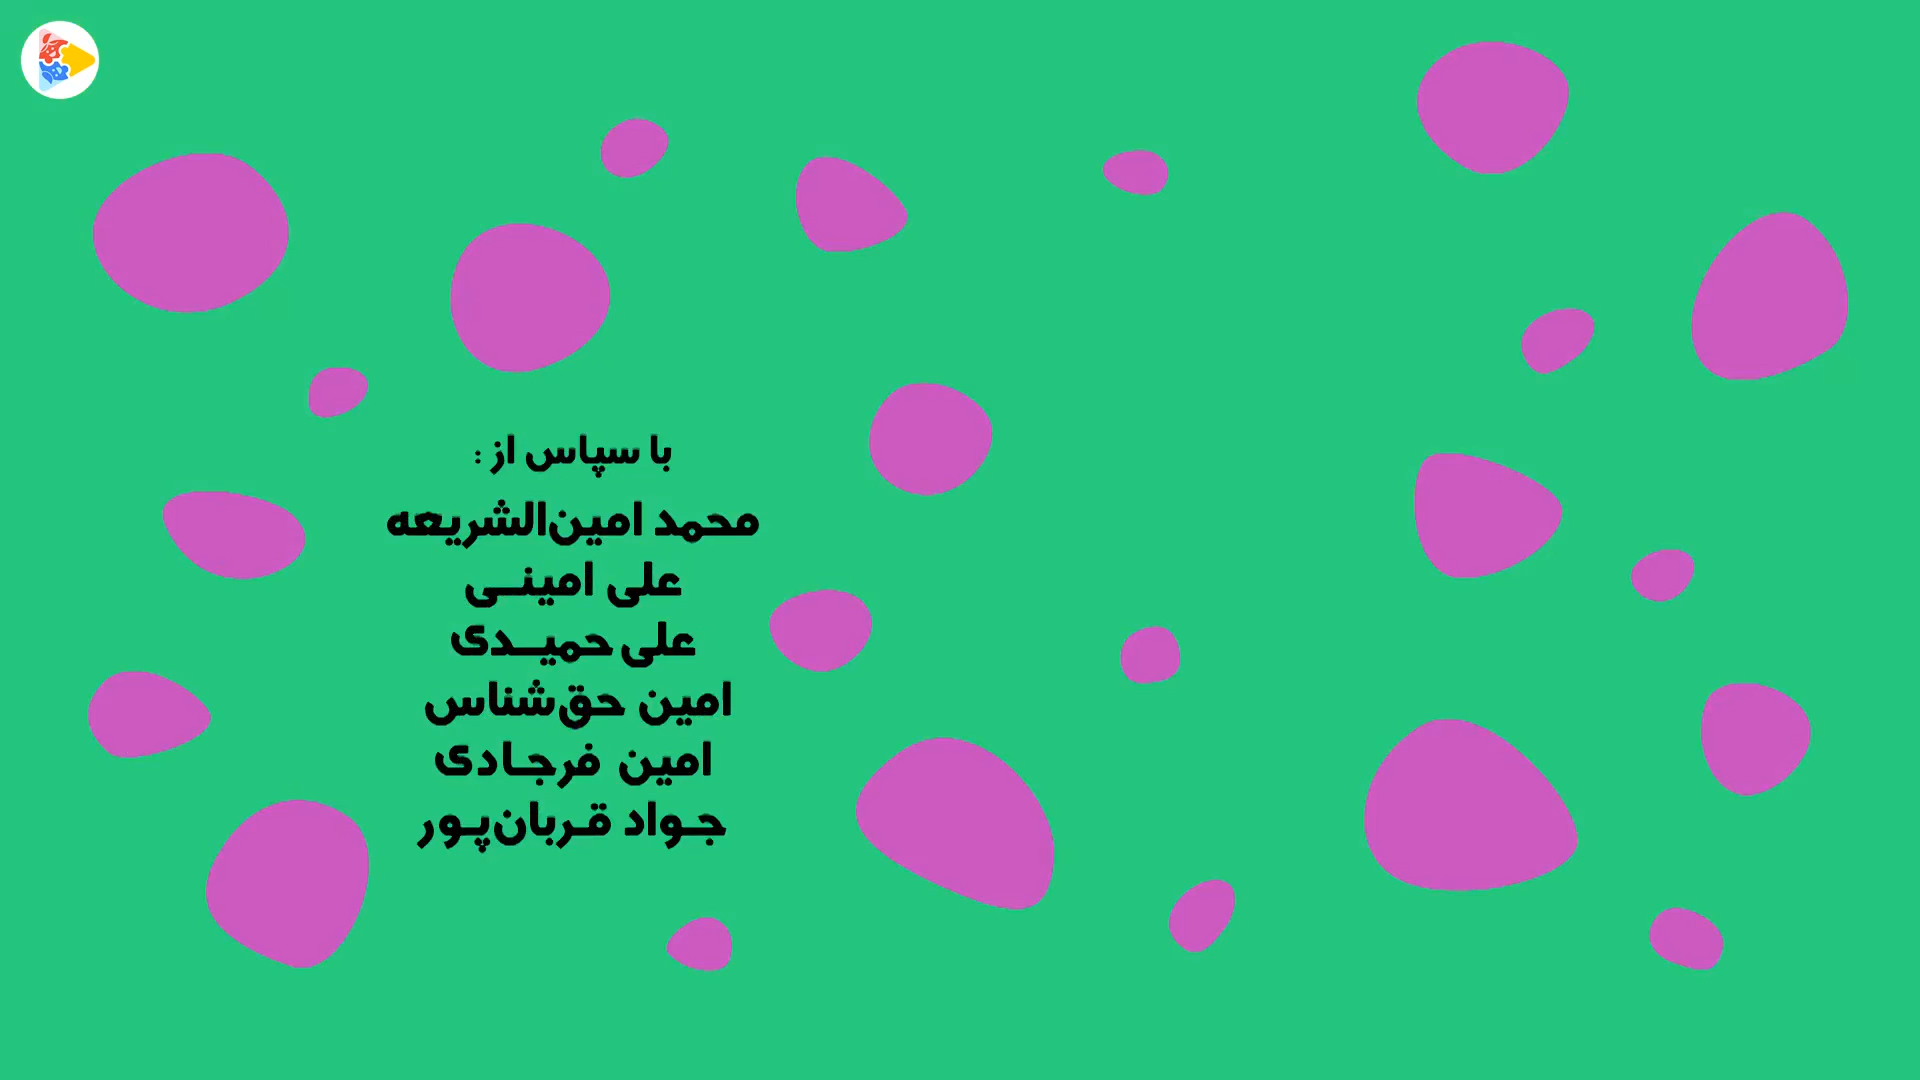 با سپاس از :
محمد امین‌الشریعه
علی امینـی
علی حمیـدی
امین حق‌شناس
امین فرجـادی
جـواد قـربان‌پـور